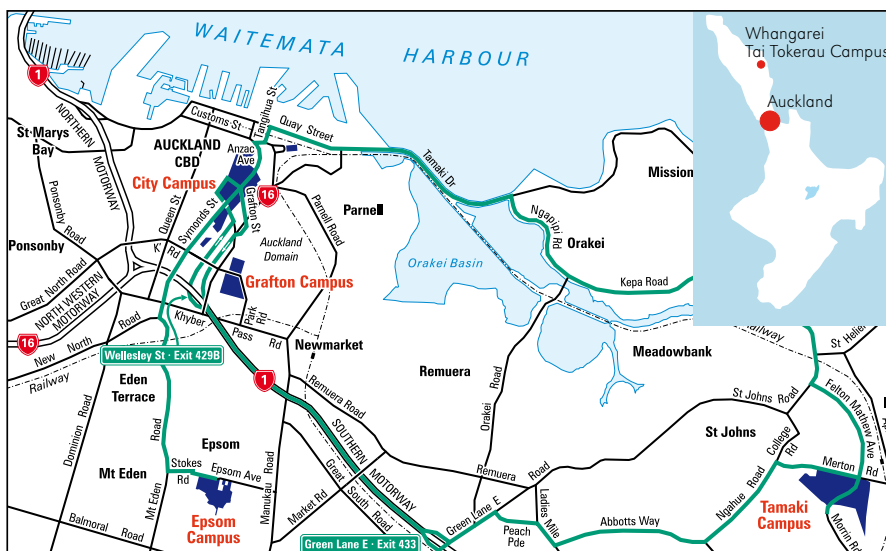 WAITEMATA HARBOUR
Whangarei
Tai Tokerau Campus
Auckland
1
NORTHERN
MOTORWAY
St Marys
Bay
Customs St
Tangihua St
Quay Street
AUCKLAND
CBD
Anzac
Ave
City Campus
16
Tamaki Dr
Mission
Ponsonby
Road
Ponsonby
Queen St
Symonds St
Grafton St
Parnell
Parnell Road
Ngapipi
Rd
Orakei
K' Rd
Auckland
Domain
Orakei Basin
Kepa Road
Great North Road
NORTH WESTERN
MOTORWAY
Grafton Campus
Park
Rd
16
New North Road
Railway
Khyber Pass Rd
Newmarket
Wellesley St · Exit 429B
1
Remuera
Meadowbank
Railway
St Helie
Eden
Terrace
Remuera Road
Orakei Road
St Johns Road
Felton Mathew Ave
Dominion Road
Road
Epsom
SOUTHERN
MOTORWAY
St Johns
College
Rd
Mt Eden
Stokes
Rd
Epsom Ave
Manukau Road
Market Rd
Great
South
Road
Remuera Road
Ngahue Road
Merton Rd
Mt Eden
Balmoral Road
Epsom
Campus
Green Lane E
Ladies
Mile
Peach
Pde
Abbotts Way
Tamaki
Campus
Morrin Rd
Green Lane E · Exit 433